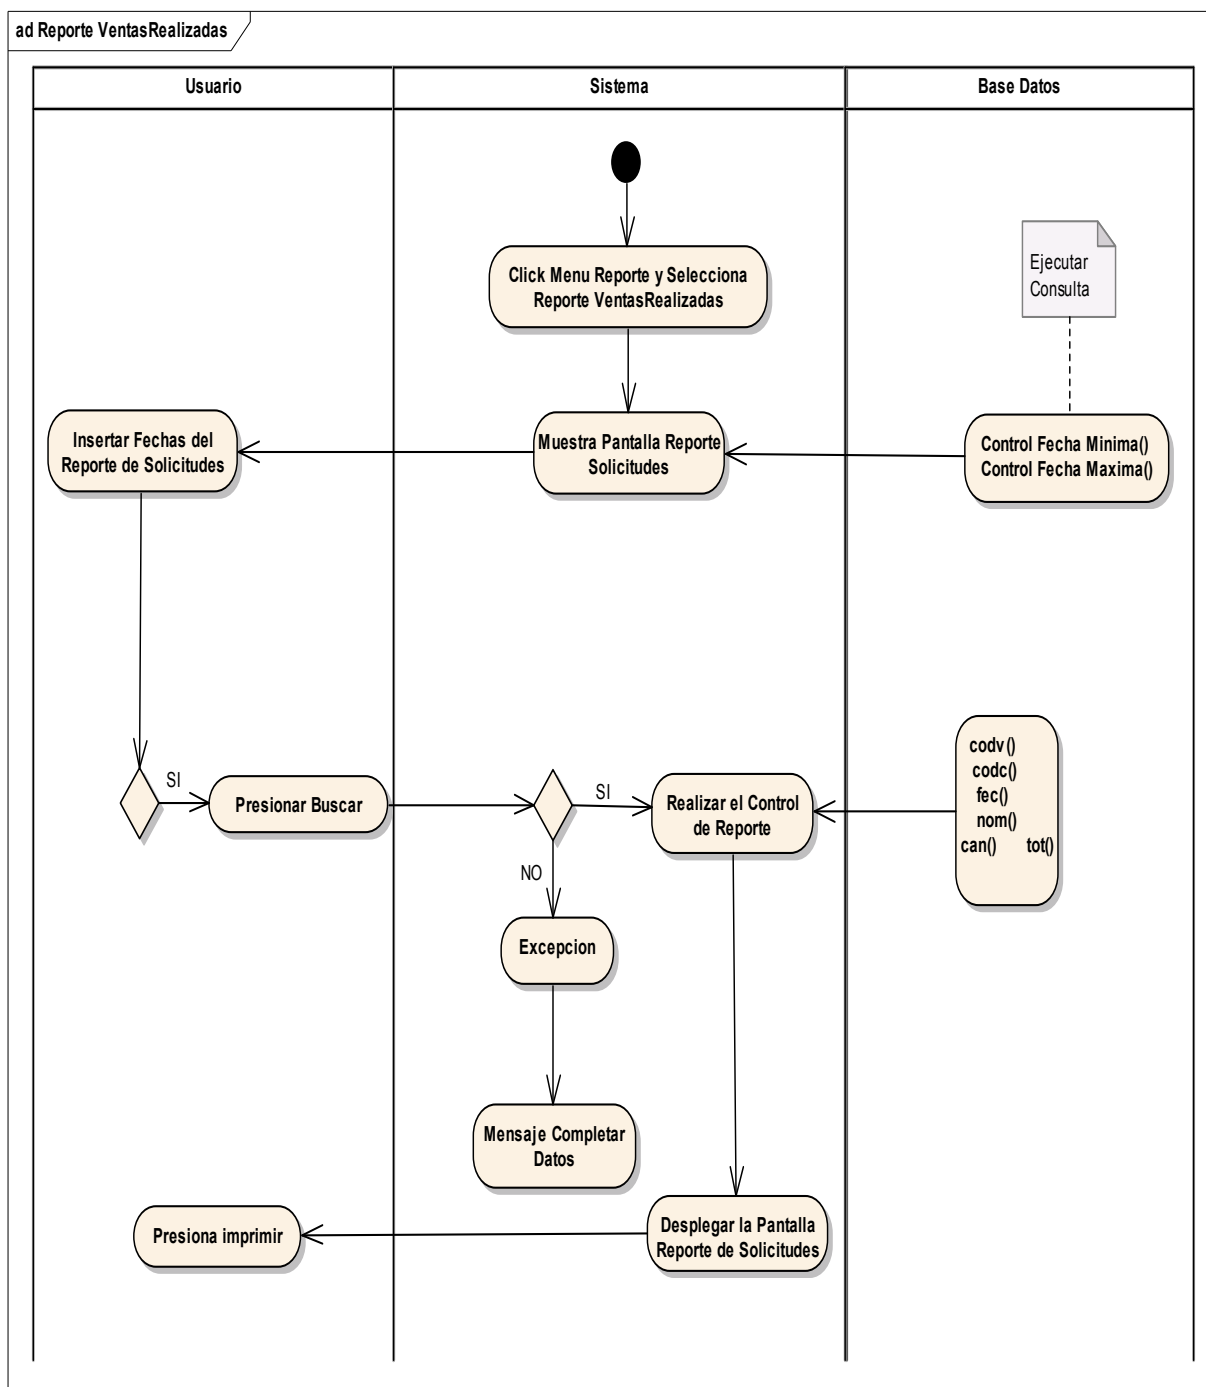 ad Reporte VentasRealizadas
Usuario
Sistema
Base Datos
Click Menu Reporte y Selecciona
Reporte VentasRealizadas
Ejecutar
Consulta
Insertar Fechas del
Reporte de Solicitudes
Muestra Pantalla Reporte
Solicitudes
Control Fecha Minima()
Control Fecha Maxima()
SI
Presionar Buscar
SI
Realizar el Control
de Reporte
codv()
codc()
fec()
nom()
can() tot()
NO
Excepcion
Mensaje Completar
Datos
Presiona imprimir
Desplegar la Pantalla
Reporte de Solicitudes